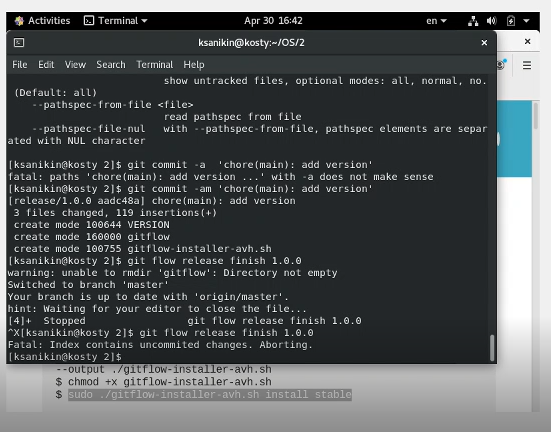 Activities Terminal Apr 30 16:42 en
ksanikin@kosty:~/OS/2
File Edit View Search Terminal Help
show untracked files, optional modes: all, normal, no.
(Default: all)
--pathspec-from-file <file>
read pathspec from file
--pathspec-file-nul with --pathspec-from-file, pathspec elements are separ
ated with NUL character
[ksanikin@kosty 2]$ git commit -a 'chore(main): add version'
fatal: paths 'chore(main): add version ...' with -a does not make sense
[ksanikin@kosty 2]$ git commit -am 'chore(main): add version'
[release/1.0.0 aadc48a] chore(main): add version
3 files changed, 119 insertions(+)
create mode 100644 VERSION
create mode 160000 gitflow
create mode 100755 gitflow-installer-avh.sh
[ksanikin@kosty 2]$ git flow release finish 1.0.0
warning: unable to rmdir 'gitflow': Directory not empty
Switched to branch 'master'
Your branch is up to date with 'origin/master'.
hint: Waiting for your editor to close the file...
[4]+ Stopped git flow release finish 1.0.0
^X[ksanikin@kosty 2]$ git flow release finish 1.0.0
Fatal: Index contains uncommited changes. Aborting.
[ksanikin@kosty 2]$
--output ./gitflow-installer-avh.sh
$ chmod +x gitflow-installer-avh.sh
$ sudo ./gitflow-installer-avh.sh install stable